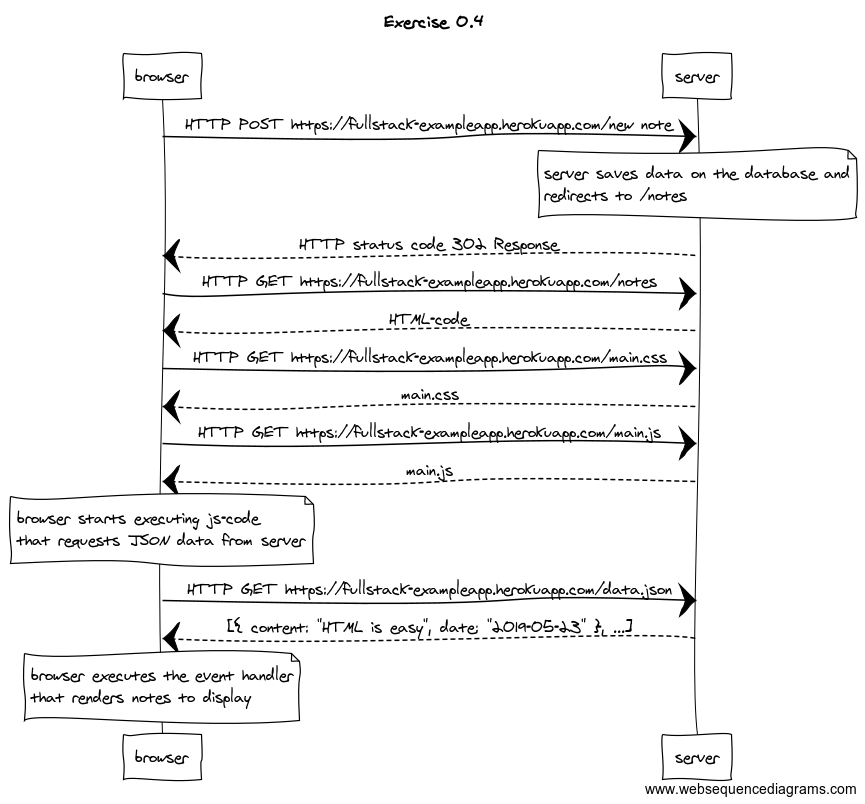 Exercise 0.4
browser
server
HTTP POST https://fullstack-exampleapp.herokuapp.com/new note
server saves data on the database and
redirects to /notes
HTTP status code 302 Response
HTTP GET https://fullstack-exampleapp.herokuapp.com/notes
HTML-code
HTTP GET https://fullstack-exampleapp.herokuapp.com/main.css
main.css
HTTP GET https://fullstack-exampleapp.herokuapp.com/main.js
main.js
browser starts executing js-code
that requests JSON data from server
HTTP GET https://fullstack-exampleapp.herokuapp.com/data.json
[{ content: "HTML is easy", date: "2019-05-23" }, ...]
browser executes the event handler
that renders notes to display
browser
server
www.websequencediagrams.com